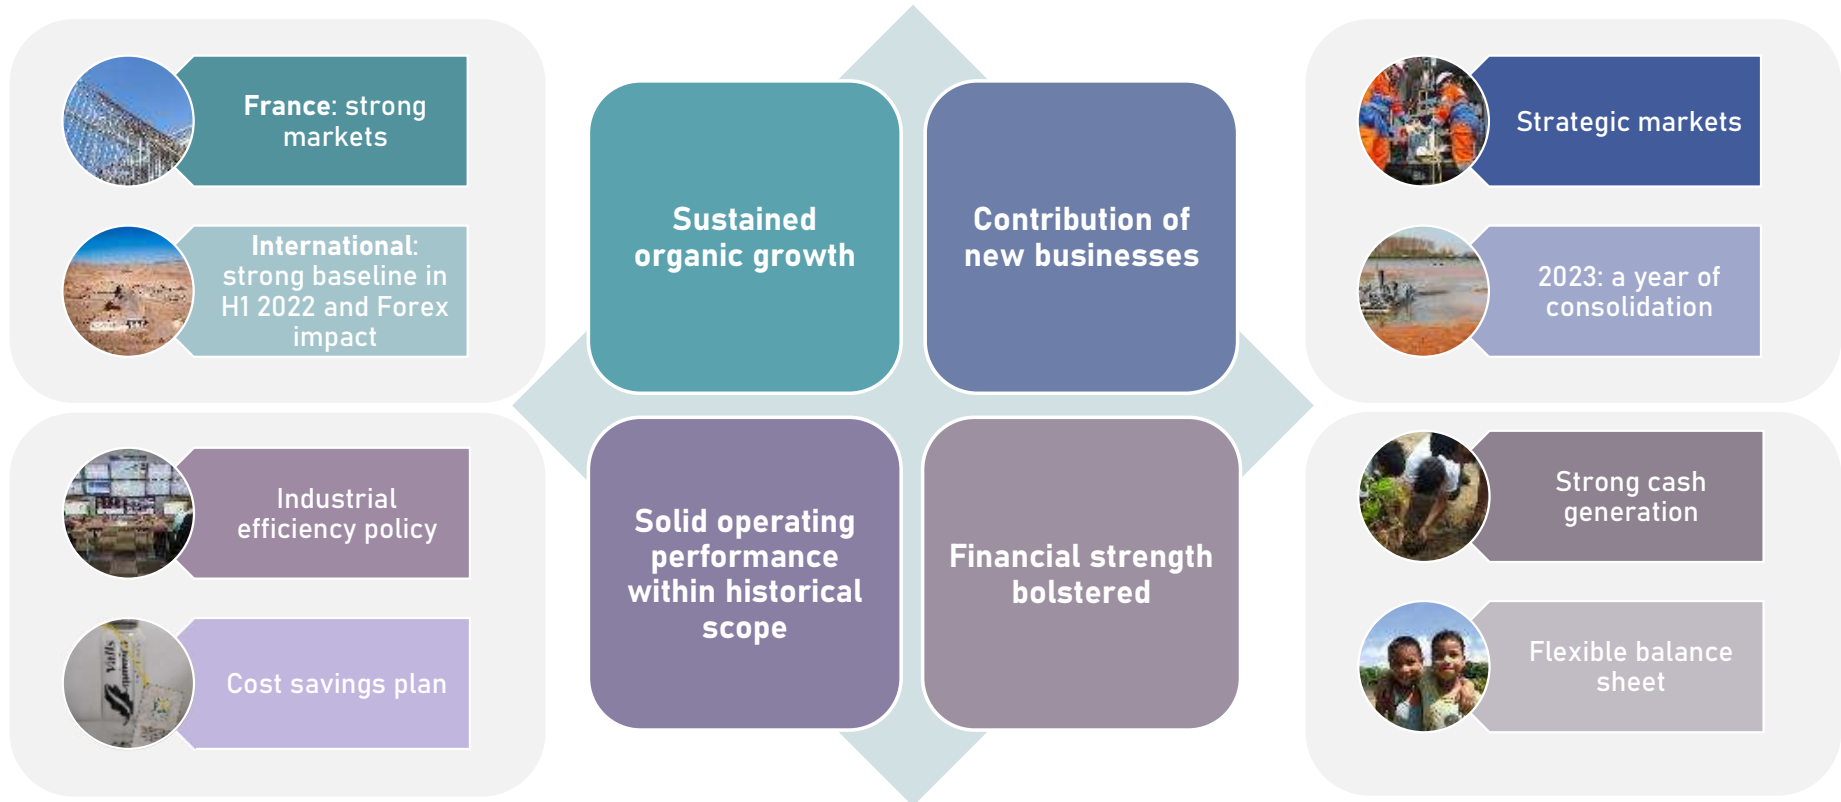 France: strong
markets
International:
strong baseline in
H1 2022 and Forex
impact
Sustained
organic growth
Contribution of
new businesses
Strategic markets
2023: a year of
consolidation
Industrial
efficiency policy
Cost savings plan
Solid operating
performance
within historical
scope
Financial strength
bolstered
Strong cash
generation
Flexible balance
sheet